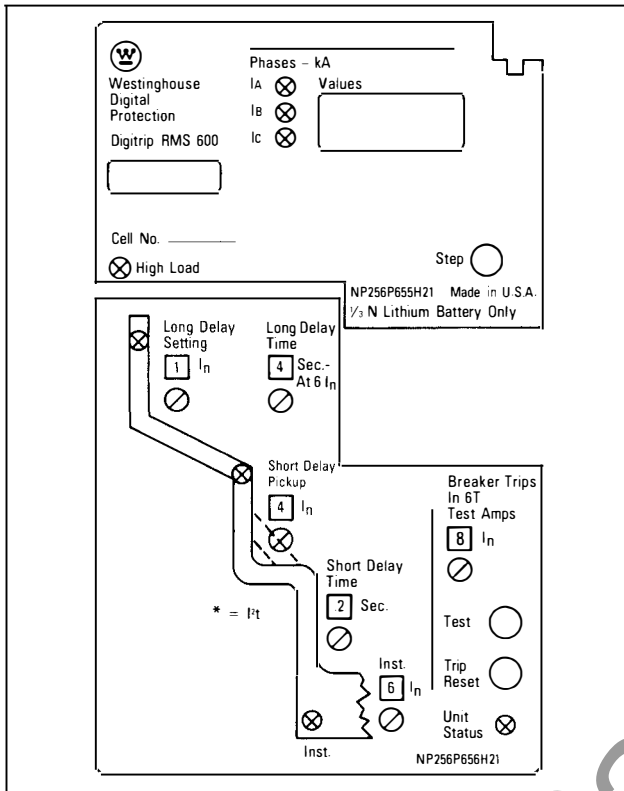 W
Westinghouse
Digital
Protection
Digitrip RMS 600
Phases – kA
IA
Values
IB
IC
Cell No.
High Load
Step
NP256P655H21 Made in U.S.A.
1/3 N Lithium Battery Only
Long Delay
Setting
1 In
Long Delay
Time
4 Sec.-
At 6 In
Short Delay
Pickup
4 In
Short Delay
Time
.2 Sec.
* = I²t
Inst.
6 In
Inst.
Breaker Trips
In 6T
Test Amps
8 In
Test
Trip
Reset
Unit
Status
NP256P656H21